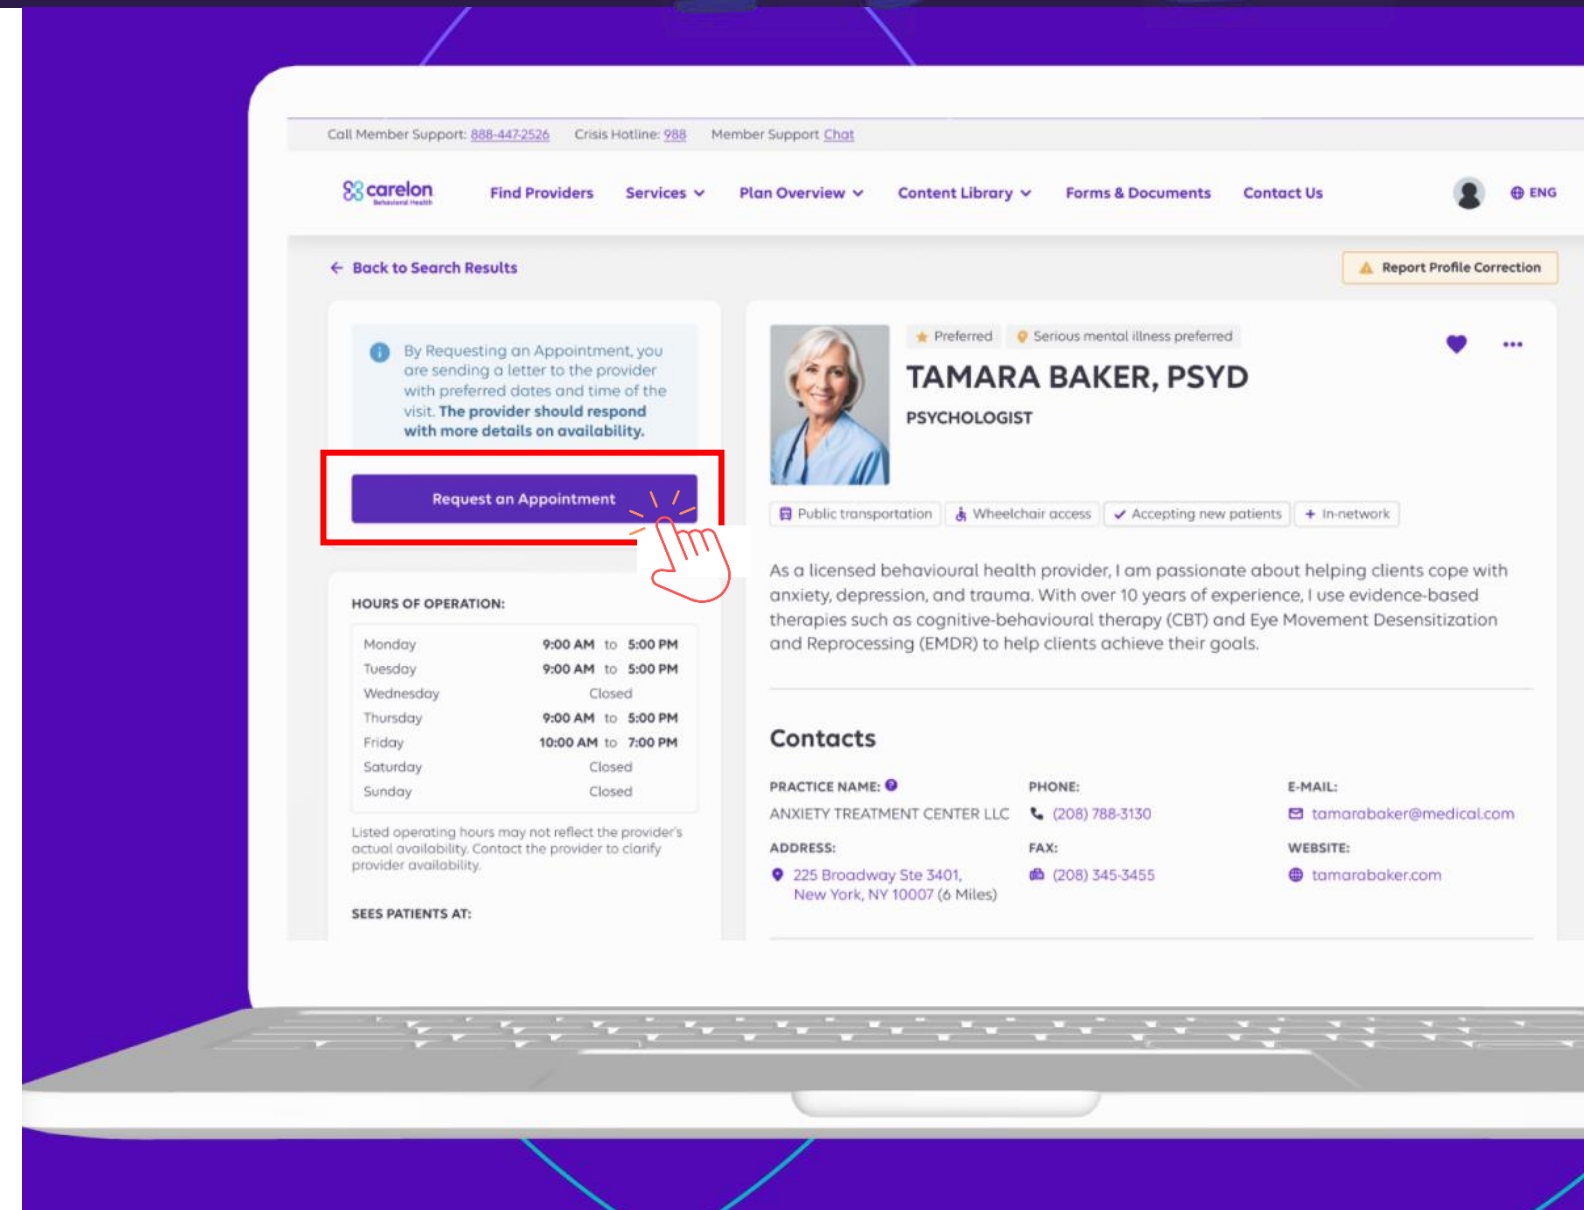 Call Member Support: 888-447-2526 Crisis Hotline: 988 Member Support Chat
carelon Find Providers Services Plan Overview Content Library Forms & Documents Contact Us ENG
Behavioral Health
Back to Search Results
Report Profile Correction
By Requesting an Appointment, you
are sending a letter to the provider
with preferred dates and time of the
visit. The provider should respond
with more details on availability.
Request an Appointment
HOURS OF OPERATION:
Monday 9:00 AM to 5:00 PM
Tuesday 9:00 AM to 5:00 PM
Wednesday Closed
Thursday 9:00 AM to 5:00 PM
Friday 10:00 AM to 7:00 PM
Saturday Closed
Sunday Closed
Listed operating hours may not reflect the provider's
actual availability. Contact the provider to clarify
provider availability.
SEES PATIENTS AT:
Preferred Serious mental illness preferred
TAMARA BAKER, PSYD
PSYCHOLOGIST
Public transportation Wheelchair access Accepting new patients In-network
As a licensed behavioural health provider, I am passionate about helping clients cope with
anxiety, depression, and trauma. With over 10 years of experience, I use evidence-based
therapies such as cognitive-behavioural therapy (CBT) and Eye Movement Desensitization
and Reprocessing (EMDR) to help clients achieve their goals.
Contacts
PRACTICE NAME: PHONE: E-MAIL:
ANXIETY TREATMENT CENTER LLC (208) 788-3130 tamarabaker@medical.com
ADDRESS: FAX: WEBSITE:
225 Broadway Ste 3401, (208) 345-3455 tamarabaker.com
New York, NY 10007 (6 Miles)